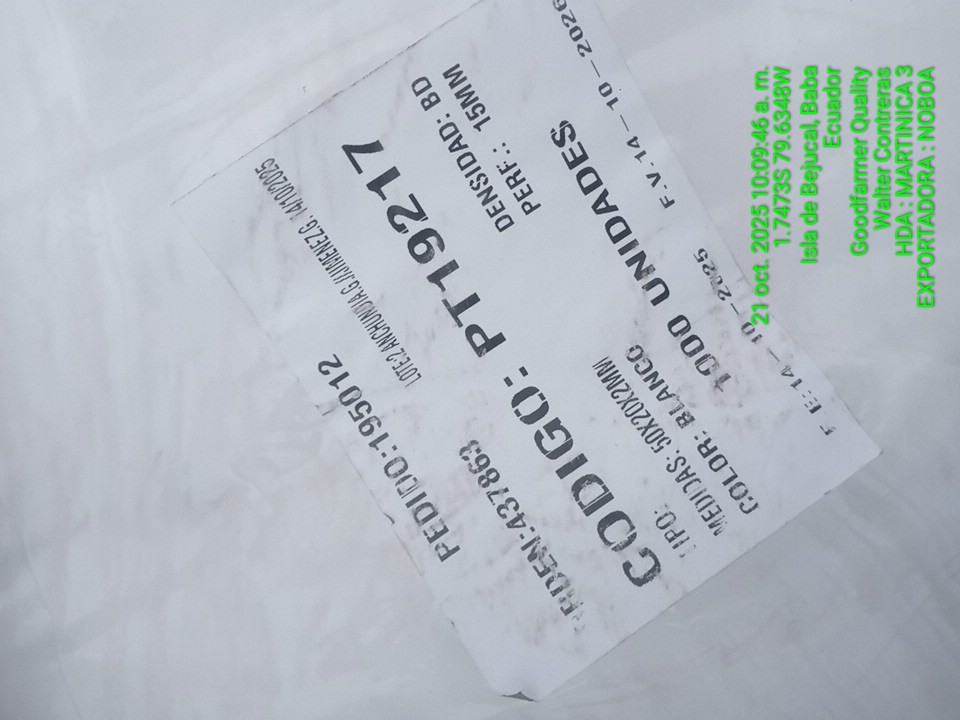 PEDIDO:195012
LOTE:2 ANCHUNDIA.G./JIMENEZ.G. 14/10/2025
ORDEN:437863
CODIGO: PT19217
TIPO:
DENSIDAD: BD
MEDIDAS: 50X20X2MM
PERF.: 15MM
COLOR: BLANCO
1000 UNIDADES
F.E:14-10-2025
F.V.14-10-2026
21 oct. 2025 10:09:46 a. m.
1.7473S 79.6348W
Isla de Bejucal, Baba
Ecuador
Goodfarmer Quality
Walter Contreras
HDA : MARTINICA 3
EXPORTADORA : NOBOA